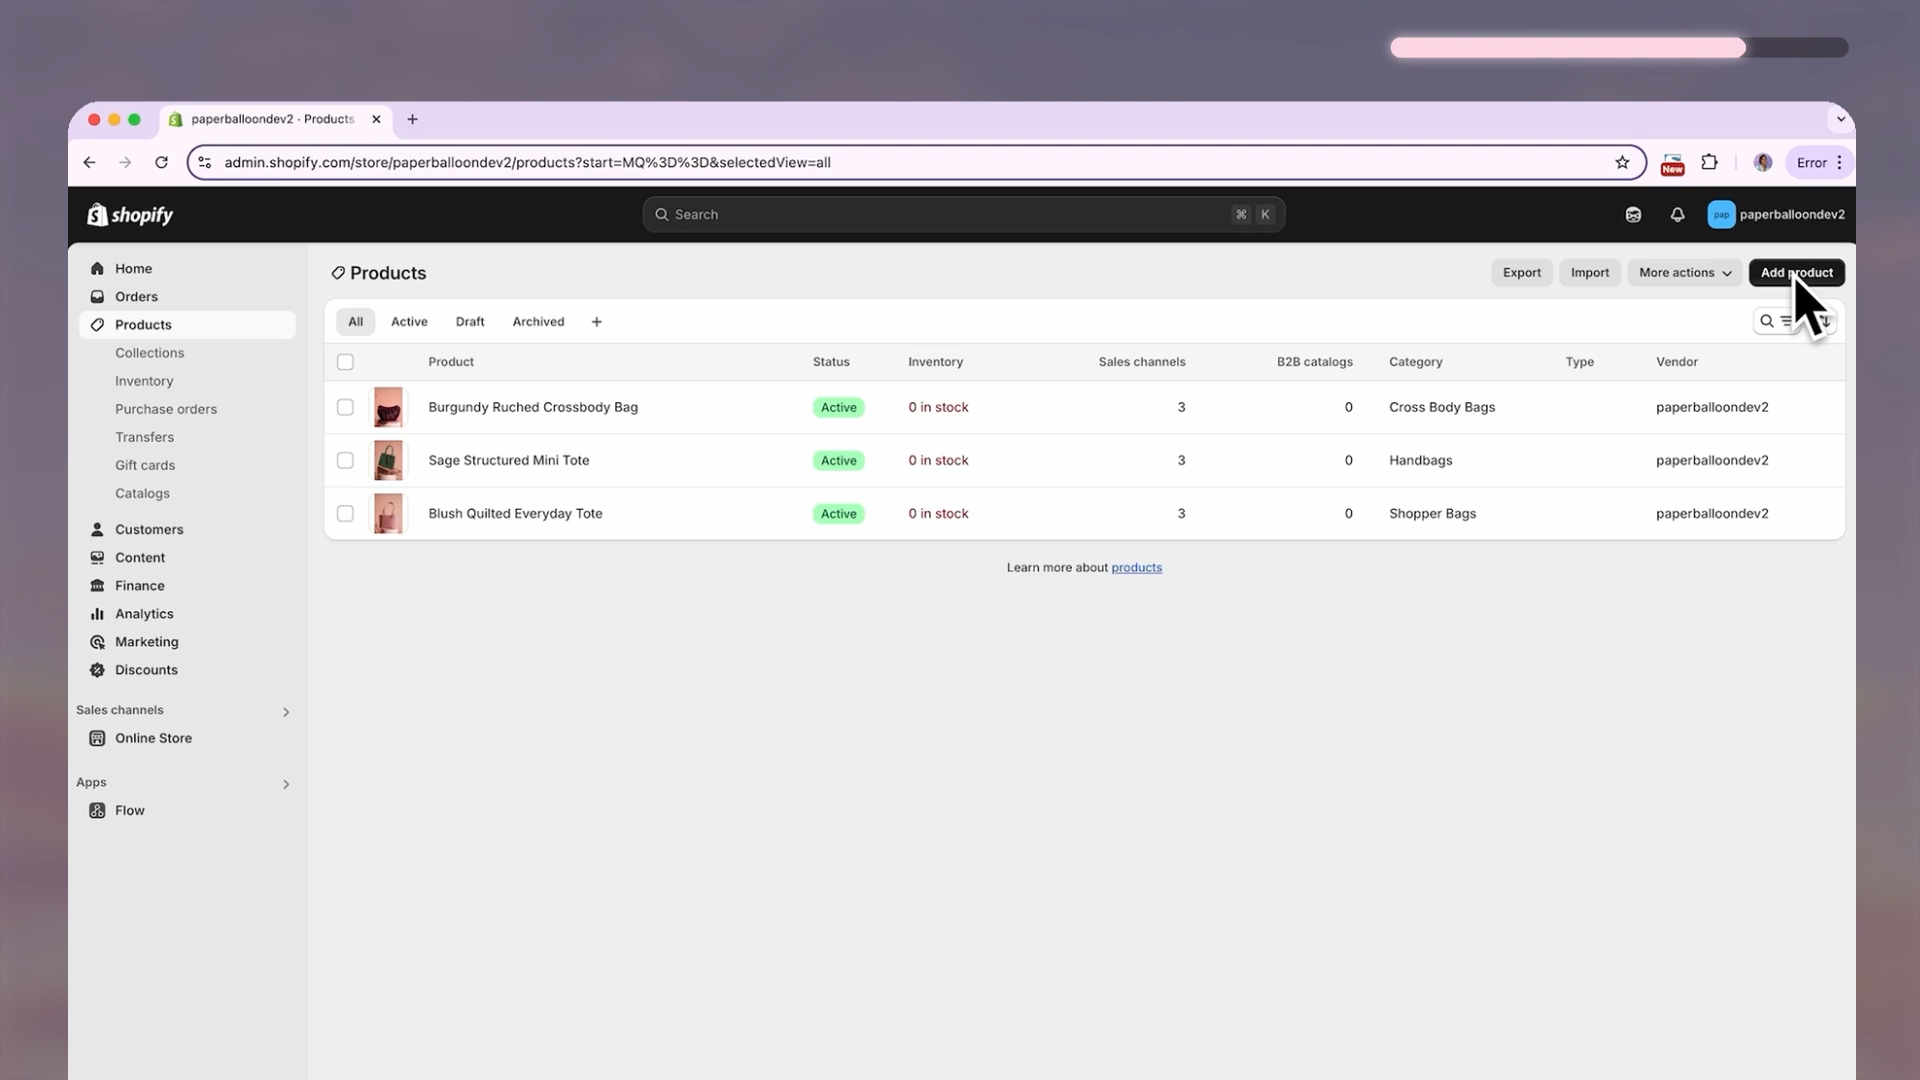 paperballoondev2 · Products
admin.shopify.com/store/paperballoondev2/products?start=MQ%3D%3D&selectedView=all
New
Error
shopify
Search
⌘ K
pap
paperballoondev2
Home
Orders
Products
Collections
Inventory
Purchase orders
Transfers
Gift cards
Catalogs
Customers
Content
Finance
Analytics
Marketing
Discounts
Sales channels
Online Store
Apps
Flow
Products
Export
Import
More actions
Add product
All Active Draft Archived +
Product Status Inventory Sales channels B2B catalogs Category Type Vendor
Burgundy Ruched Crossbody Bag Active 0 in stock 3 0 Cross Body Bags paperballoondev2
Sage Structured Mini Tote Active 0 in stock 3 0 Handbags paperballoondev2
Blush Quilted Everyday Tote Active 0 in stock 3 0 Shopper Bags paperballoondev2
Learn more about products